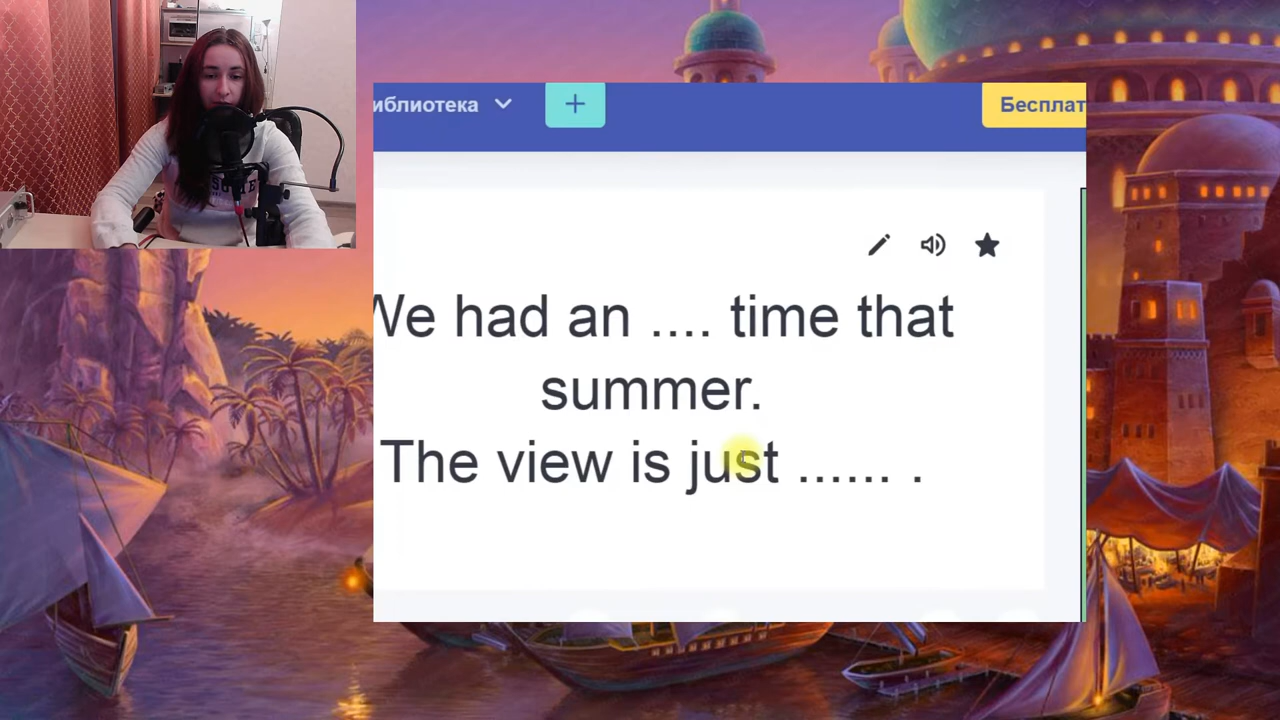 иблиотека
Бесплат
We had an .... time that
summer.
The view is just ...... .